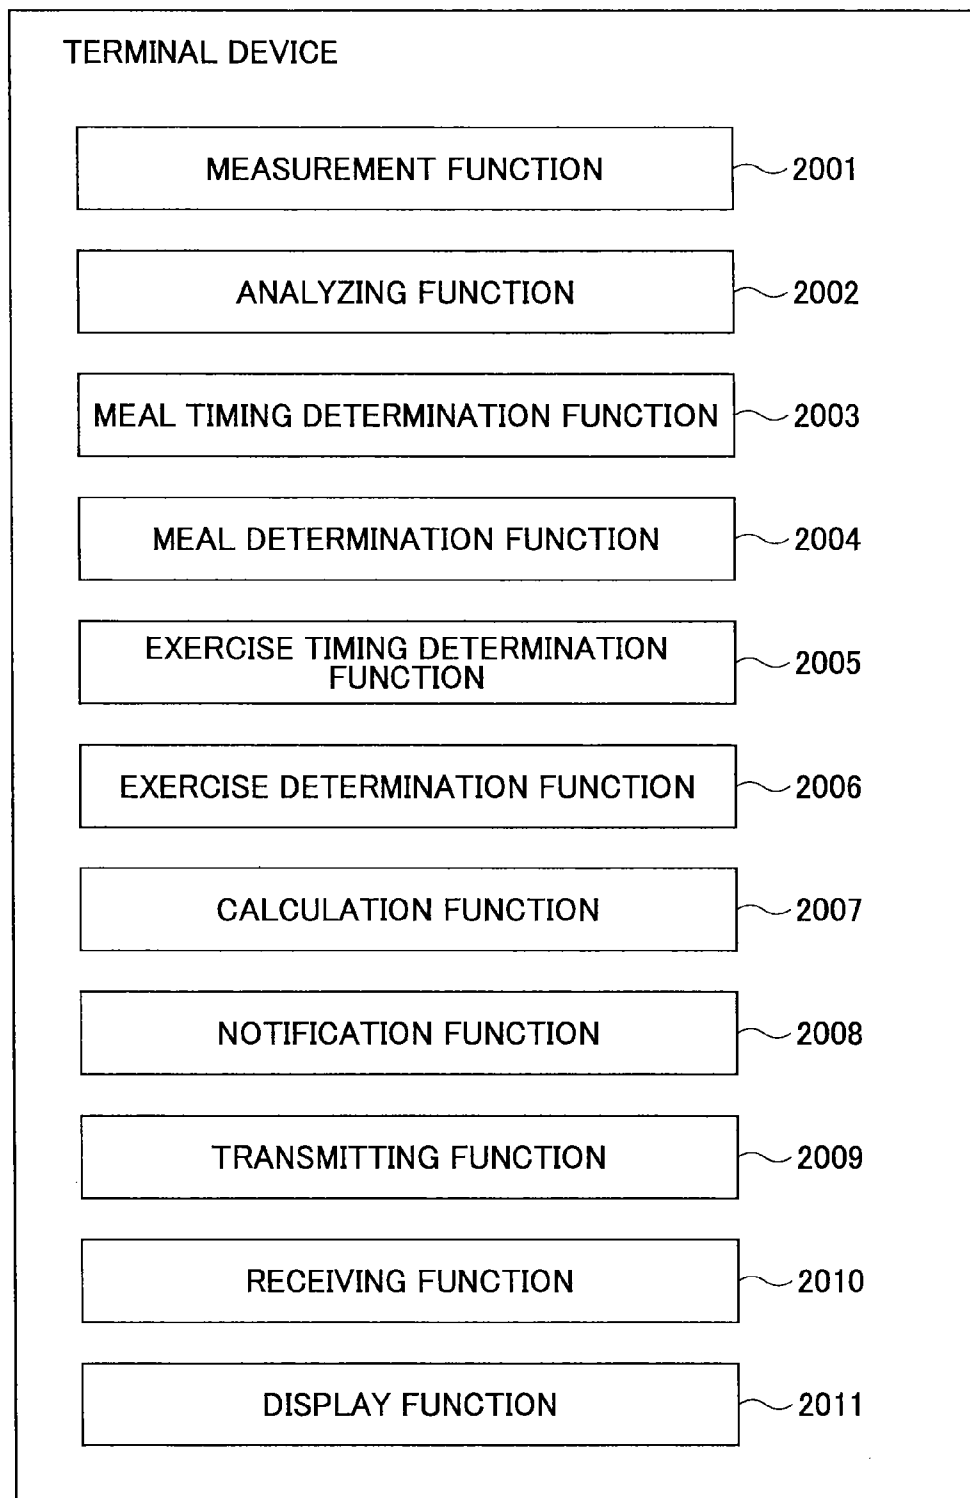 TERMINAL DEVICE
MEASUREMENT FUNCTION 2001
ANALYZING FUNCTION 2002
MEAL TIMING DETERMINATION FUNCTION 2003
MEAL DETERMINATION FUNCTION 2004
EXERCISE TIMING DETERMINATION
FUNCTION 2005
EXERCISE DETERMINATION FUNCTION 2006
CALCULATION FUNCTION 2007
NOTIFICATION FUNCTION 2008
TRANSMITTING FUNCTION 2009
RECEIVING FUNCTION 2010
DISPLAY FUNCTION 2011